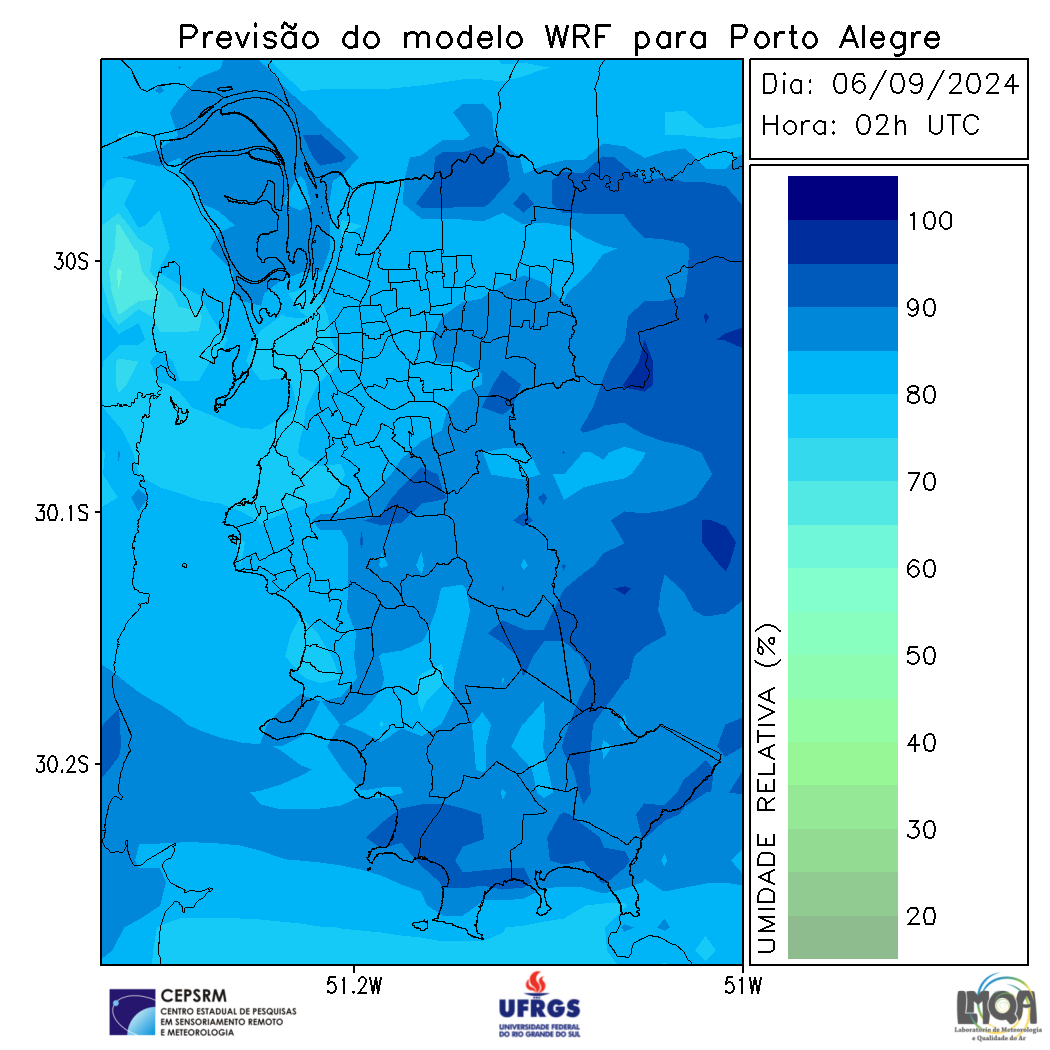 Previsão do modelo WRF para Porto Alegre
Dia: 06/09/2024
Hora: 02h UTC
30S
30.1S
30.2S
51.2W
51W
UMIDADE RELATIVA (%)
100
90
80
70
60
50
40
30
20
CEPSRM
CENTRO ESTADUAL DE PESQUISAS
EM SENSORIAMENTO REMOTO
E METEOROLOGIA
UFRGS
UNIVERSIDADE FEDERAL
DO RIO GRANDE DO SUL
LMQA
Laboratório de Meteorologia
e Qualidade do Ar